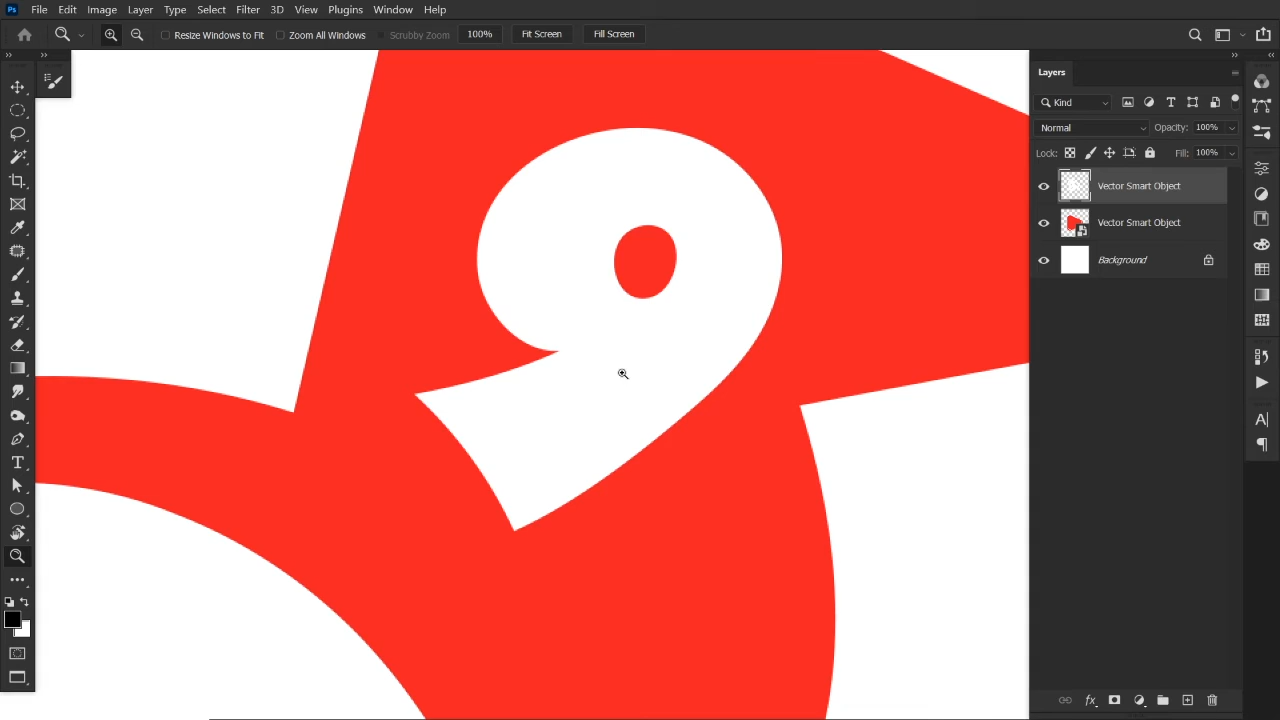 Ps File Edit Image Layer Type Select Filter 3D View Plugins Window Help
Resize Windows to Fit Zoom All Windows Scrubby Zoom 100% Fit Screen Fill Screen
Layers
Kind
Normal Opacity: 100%
Lock: Fill: 100%
Vector Smart Object
Vector Smart Object
Background
9
fx